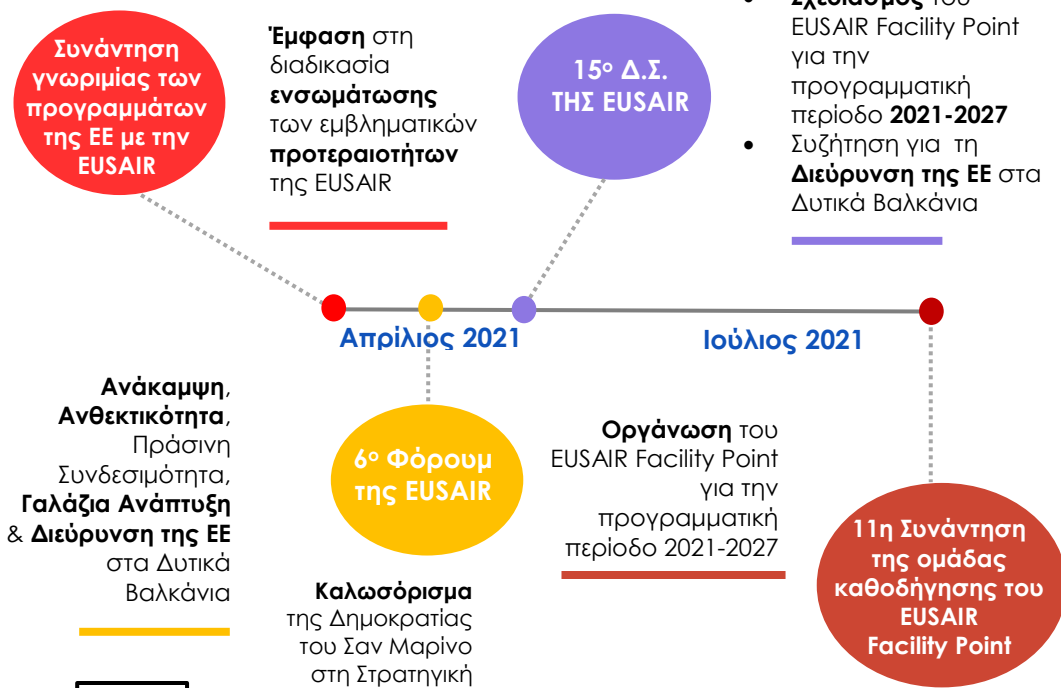 Συνάντηση
γνωριμίας των
προγραμμάτων
της ΕΕ με την
EUSAIR
Έμφαση στη
διαδικασία
ενσωμάτωσης
των εμβληματικών
προτεραιοτήτων
της EUSAIR
15ο Δ.Σ.
ΤΗΣ EUSAIR
• Σχεδιασμός του
EUSAIR Facility Point
για την
προγραμματική
περίοδο 2021-2027
• Συζήτηση για τη
Διεύρυνση της ΕΕ στα
Δυτικά Βαλκάνια
Απρίλιος 2021
Ιούλιος 2021
Ανάκαμψη,
Ανθεκτικότητα,
Πράσινη
Συνδεσιμότητα,
Γαλάζια Ανάπτυξη
& Διεύρυνση της ΕΕ
στα Δυτικά
Βαλκάνια
6ο Φόρουμ
της EUSAIR
Καλωσόρισμα
της Δημοκρατίας
του Σαν Μαρίνο
στη Στρατηγική
Οργάνωση του
EUSAIR Facility Point
για την
προγραμματική
περίοδο 2021-2027
11η Συνάντηση
της ομάδας
καθοδήγησης του
EUSAIR
Facility Point